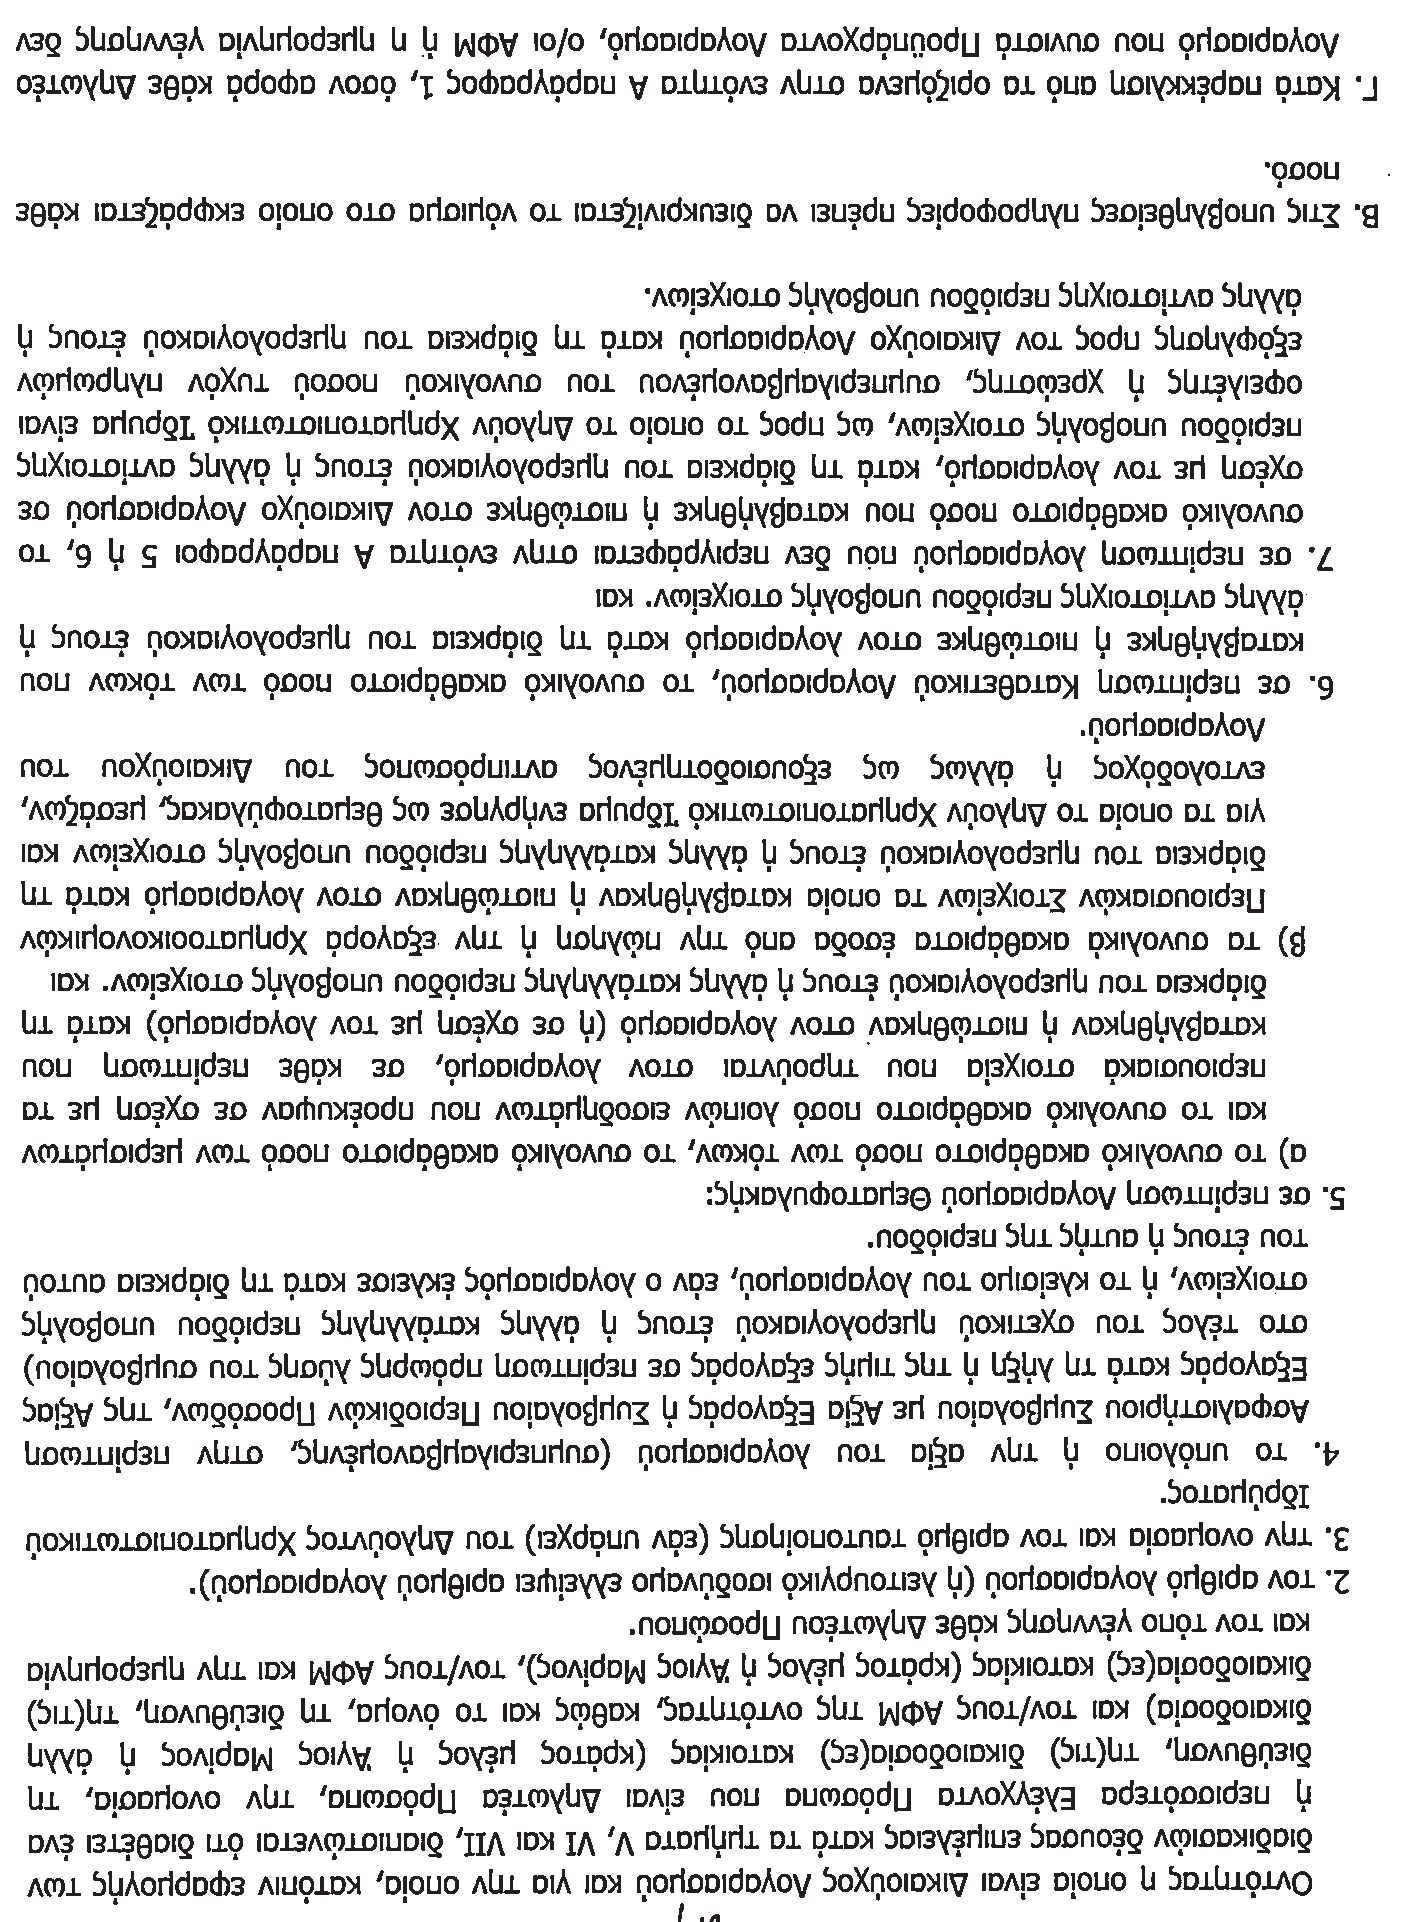 Οντότητας η οποία είναι Δικαιούχος Λογαριασμού και για την οποία, κατόπιν εφαρμογής των
διαδικασιών δέουσας επιμέλειας κατά τα τμήματα V, VI και VII, διαπιστώνεται ότι διαθέτει ένα
ή περισσότερα Ελέγχοντα Πρόσωπα που είναι Δηλωτέα Πρόσωπα, την ονομασία, τη
διεύθυνση, τη(τις) δικαιοδοσία(ες) κατοικίας (κράτος μέλος ή Άγιος Μαρίνος ή άλλη
δικαιοδοσία) και τον/τους ΑΦΜ της οντότητας, καθώς και το όνομα, τη διεύθυνση, τη(τις)
δικαιοδοσία(ες) κατοικίας (κράτος μέλος ή Άγιος Μαρίνος), τον/τους ΑΦΜ και την ημερομηνία
και τον τόπο γέννησης κάθε Δηλωτέου Προσώπου.
2. τον αριθμό λογαριασμού (ή λειτουργικό ισοδύναμο ελλείψει αριθμού λογαριασμού).
3. την ονομασία και τον αριθμό ταυτοποίησης (εάν υπάρχει) του Δηλούντος Χρηματοπιστωτικού
Ιδρύματος.
4. το υπόλοιπο ή την αξία του λογαριασμού (συμπεριλαμβανομένης, στην περίπτωση
Ασφαλιστηρίου Συμβολαίου με Αξία Εξαγοράς ή Συμβολαίου Περιοδικών Προσόδων, της Αξίας
Εξαγοράς κατά τη λήξη ή της τιμής εξαγοράς σε περίπτωση πρόωρης λύσης του συμβολαίου)
στο τέλος του σχετικού ημερολογιακού έτους ή άλλης κατάλληλης περιόδου υποβολής
στοιχείων, ή το κλείσιμο του λογαριασμού, εάν ο λογαριασμός έκλεισε κατά τη διάρκεια αυτού
του έτους ή αυτής της περιόδου.
5. σε περίπτωση Λογαριασμού Θεματοφυλακής:
α) το συνολικό ακαθάριστο ποσό των τόκων, το συνολικό ακαθάριστο ποσό των μερισμάτων
και το συνολικό ακαθάριστο ποσό λοιπών εισοδημάτων που προέκυψαν σε σχέση με τα
περιουσιακά στοιχεία που τηρούνται στον λογαριασμό, σε κάθε περίπτωση που
καταβλήθηκαν ή πιστώθηκαν στον λογαριασμό (ή σε σχέση με τον λογαριασμό) κατά τη
διάρκεια του ημερολογιακού έτους ή άλλης κατάλληλης περιόδου υποβολής στοιχείων. και
β) τα συνολικά ακαθάριστα έσοδα από την πώληση ή την εξαγορά Χρηματοοικονομικών
Περιουσιακών Στοιχείων τα οποία καταβλήθηκαν ή πιστώθηκαν στον λογαριασμό κατά τη
διάρκεια του ημερολογιακού έτους ή άλλης κατάλληλης περιόδου υποβολής στοιχείων και
για τα οποία το Δηλούν Χρηματοπιστωτικό Ίδρυμα ενήργησε ως θεματοφύλακας, μεσάζων,
εντολοδόχος ή άλλως ως εξουσιοδοτημένος αντιπρόσωπος του Δικαιούχου του
Λογαριασμού.
6. σε περίπτωση Καταθετικού Λογαριασμού, το συνολικό ακαθάριστο ποσό των τόκων που
καταβλήθηκε ή πιστώθηκε στον λογαριασμό κατά τη διάρκεια του ημερολογιακού έτους ή
άλλης αντίστοιχης περιόδου υποβολής στοιχείων. και
7. σε περίπτωση λογαριασμού που δεν περιγράφεται στην ενότητα Α παράγραφοι 5 ή 6, το
συνολικό ακαθάριστο ποσό που καταβλήθηκε ή πιστώθηκε στον Δικαιούχο Λογαριασμού σε
σχέση με τον λογαριασμό, κατά τη διάρκεια του ημερολογιακού έτους ή άλλης αντίστοιχης
περιόδου υποβολής στοιχείων, ως προς το οποίο το Δηλούν Χρηματοπιστωτικό Ίδρυμα είναι
οφειλέτης ή χρεώστης, συμπεριλαμβανομένου του συνολικού ποσού τυχόν πληρωμών
εξόφλησης προς τον Δικαιούχο Λογαριασμού κατά τη διάρκεια του ημερολογιακού έτους ή
άλλης αντίστοιχης περιόδου υποβολής στοιχείων.
Β. Στις υποβληθείσες πληροφορίες πρέπει να διευκρινίζεται το νόμισμα στο οποίο εκφράζεται κάθε
ποσό.
Γ. Κατά παρέκκλιση από τα οριζόμενα στην ενότητα Α παράγραφος 1, όσον αφορά κάθε Δηλωτέο
Λογαριασμό που συνιστά Προϋπάρχοντα Λογαριασμό, ο/οι ΑΦΜ ή η ημερομηνία γέννησης δεν